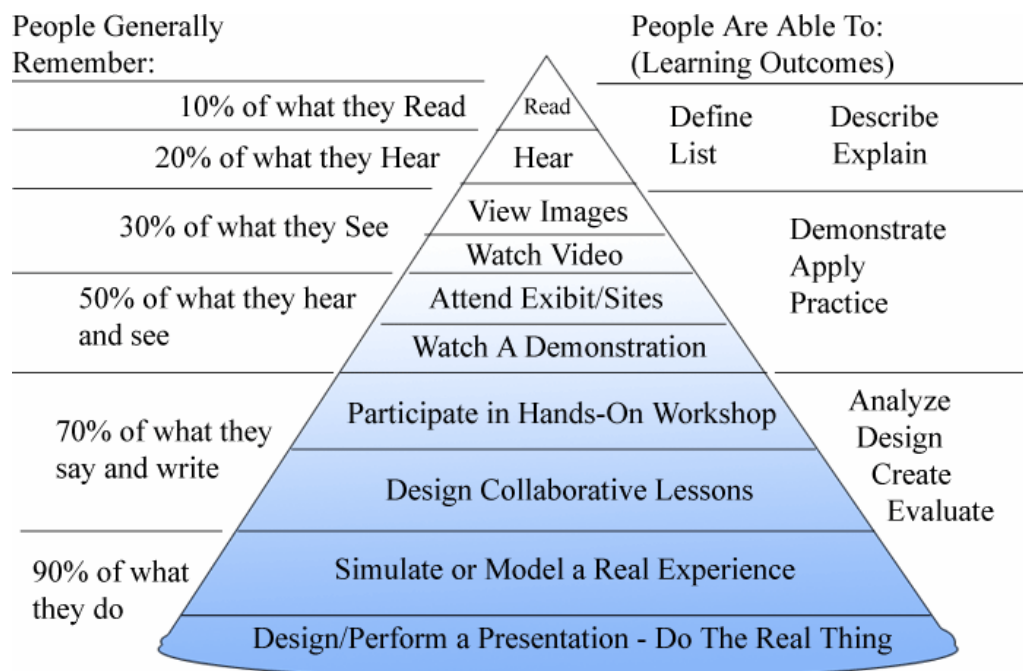 People Generally
Remember:
People Are Able To:
(Learning Outcomes)
10% of what they Read
Read
Define
Describe
List
Explain
20% of what they Hear
Hear
30% of what they See
View Images
Watch Video
Demonstrate
Apply
Practice
50% of what they hear
and see
Attend Exibit/Sites
Watch A Demonstration
70% of what they
say and write
Participate in Hands-On Workshop
Design Collaborative Lessons
Analyze
Design
Create
Evaluate
90% of what
they do
Simulate or Model a Real Experience
Design/Perform a Presentation - Do The Real Thing